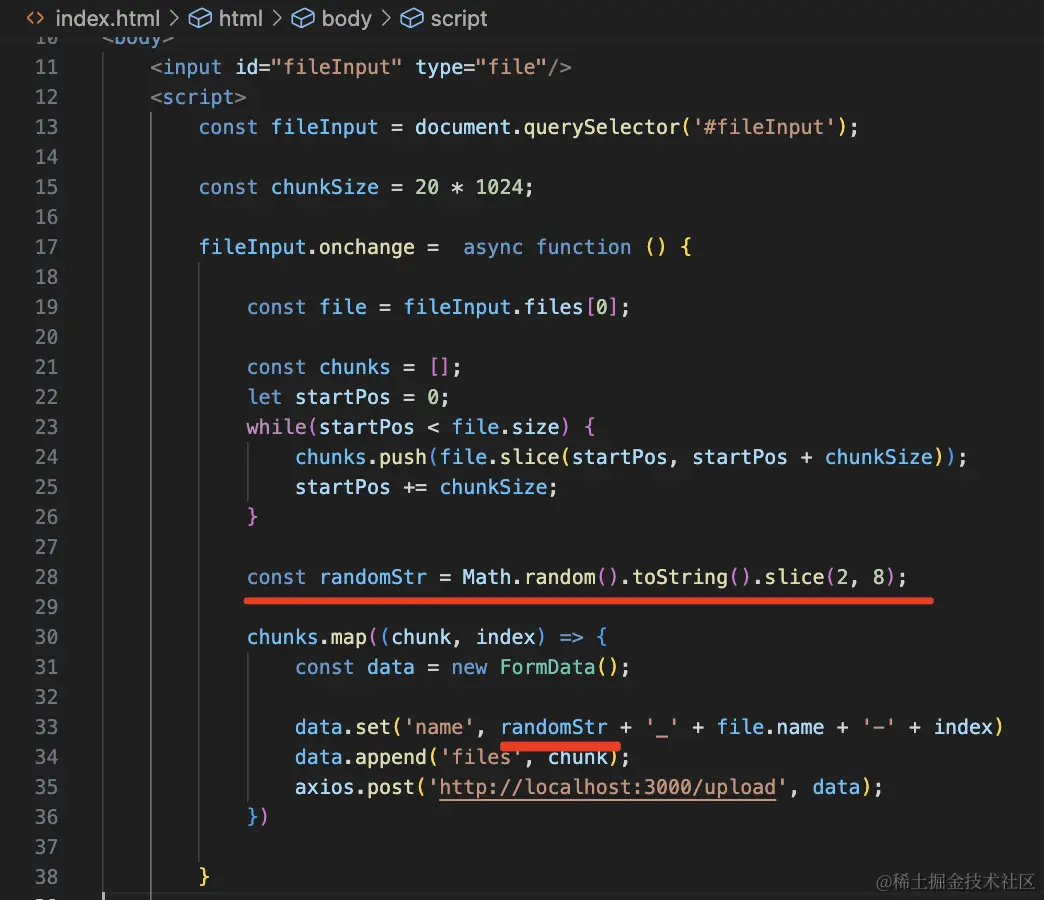 index.html > html > body > script
10 <body>
11 <input id="fileInput" type="file"/>
12 <script>
13 const fileInput = document.querySelector('#fileInput');
14
15 const chunkSize = 20 * 1024;
16
17 fileInput.onchange =  async function () {
18
19 const file = fileInput.files[0];
20
21 const chunks = [];
22 let startPos = 0;
23 while(startPos < file.size) {
24 chunks.push(file.slice(startPos, startPos + chunkSize));
25 startPos += chunkSize;
26 }
27
28 const randomStr = Math.random().toString().slice(2, 8);
29
30 chunks.map((chunk, index) => {
31 const data = new FormData();
32
33 data.set('name', randomStr + '_' + file.name + '-' + index)
34 data.append('files', chunk);
35 axios.post('http://localhost:3000/upload', data);
36 })
37
38 }
@稀土掘金技术社区